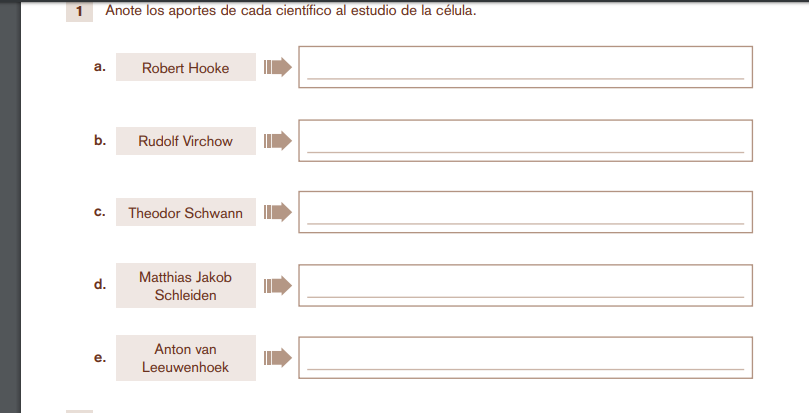 1 Anote los aportes de cada científico al estudio de la célula.
a. Robert Hooke
b. Rudolf Virchow
c. Theodor Schwann
d. Matthias Jakob
Schleiden
e. Anton van
Leeuwenhoek